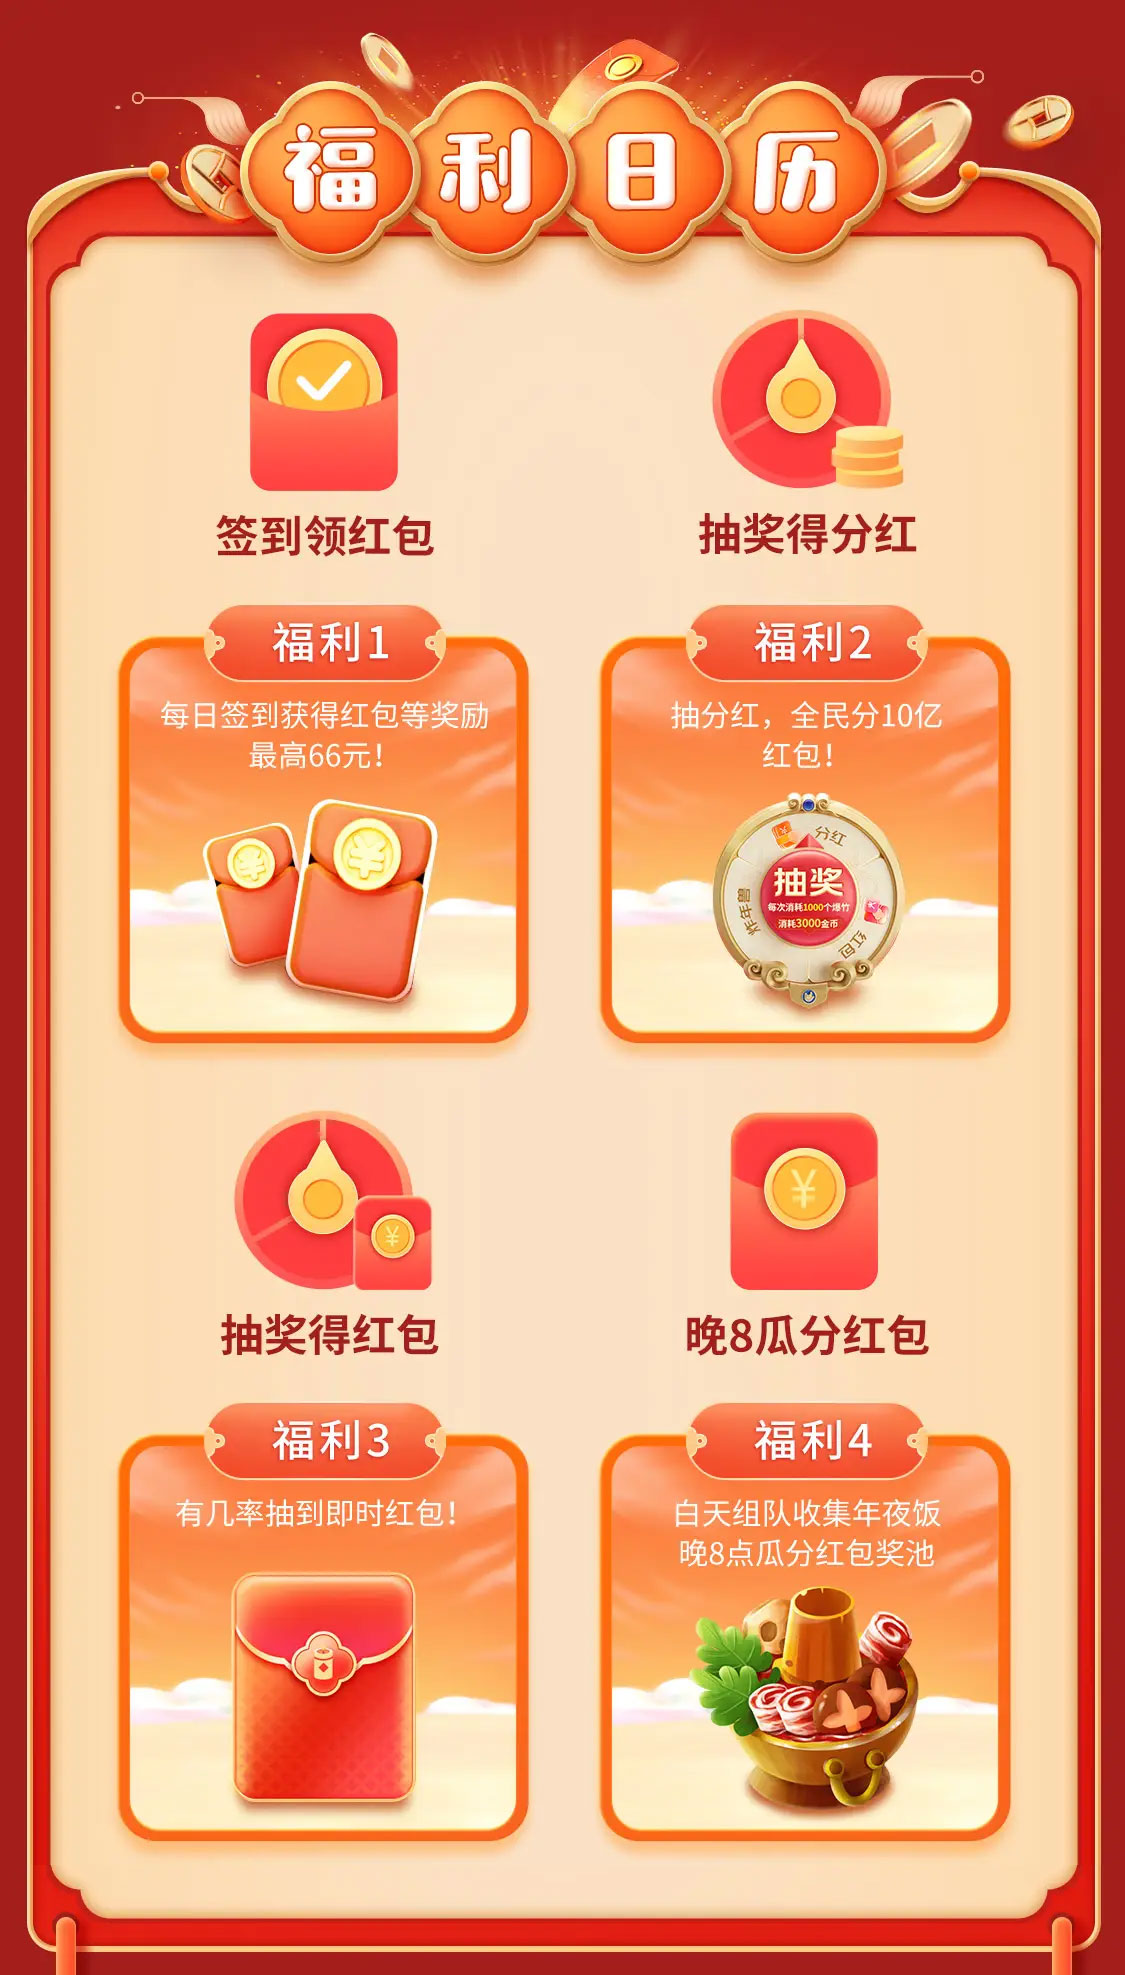 福利日历
签到领红包
抽奖得分红
福利1
每日签到获得红包等奖励
最高66元！
福利2
抽分红，全民分10亿
红包！
分红
抽奖
每次消耗1000个爆竹
消耗3000金币
炸年兽
红包
抽奖得红包
晚8瓜分红包
福利3
有几率抽到即时红包！
福利4
白天组队收集年夜饭
晚8点瓜分红包奖池